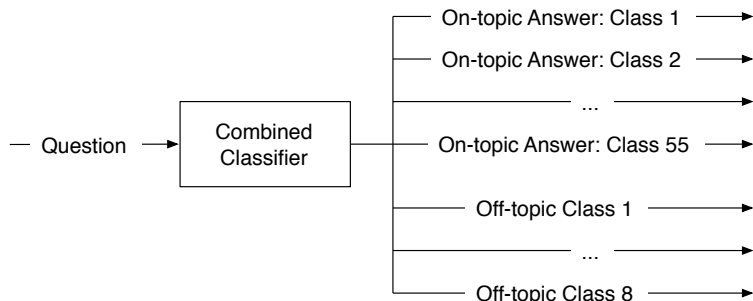 On-topic Answer: Class 1
On-topic Answer: Class 2
...
Question
Combined
Classifier
On-topic Answer: Class 55
Off-topic Class 1
...
Off-topic Class 8